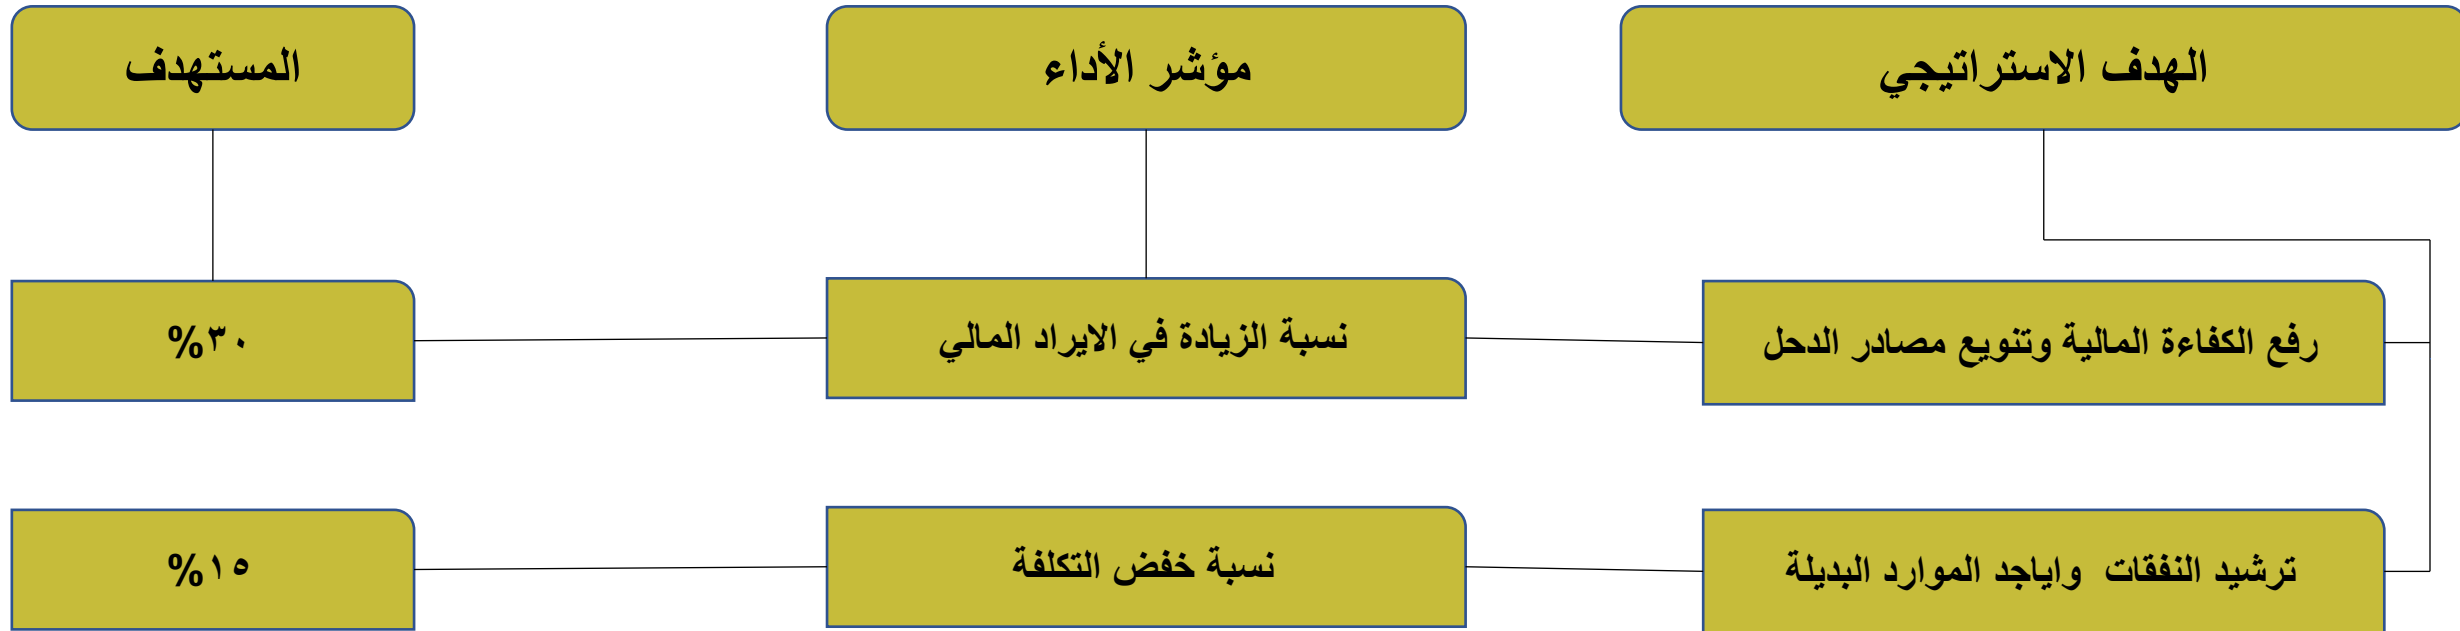 الهدف الاستراتيجي
مؤشر الأداء
المستهدف
رفع الكفاءة المالية وتنويع مصادر الدحل
نسبة الزيادة في الايراد المالي
٣٠%
ترشيد النفقات واياجد الموارد البديلة
نسبة خفض التكلفة
١٥%